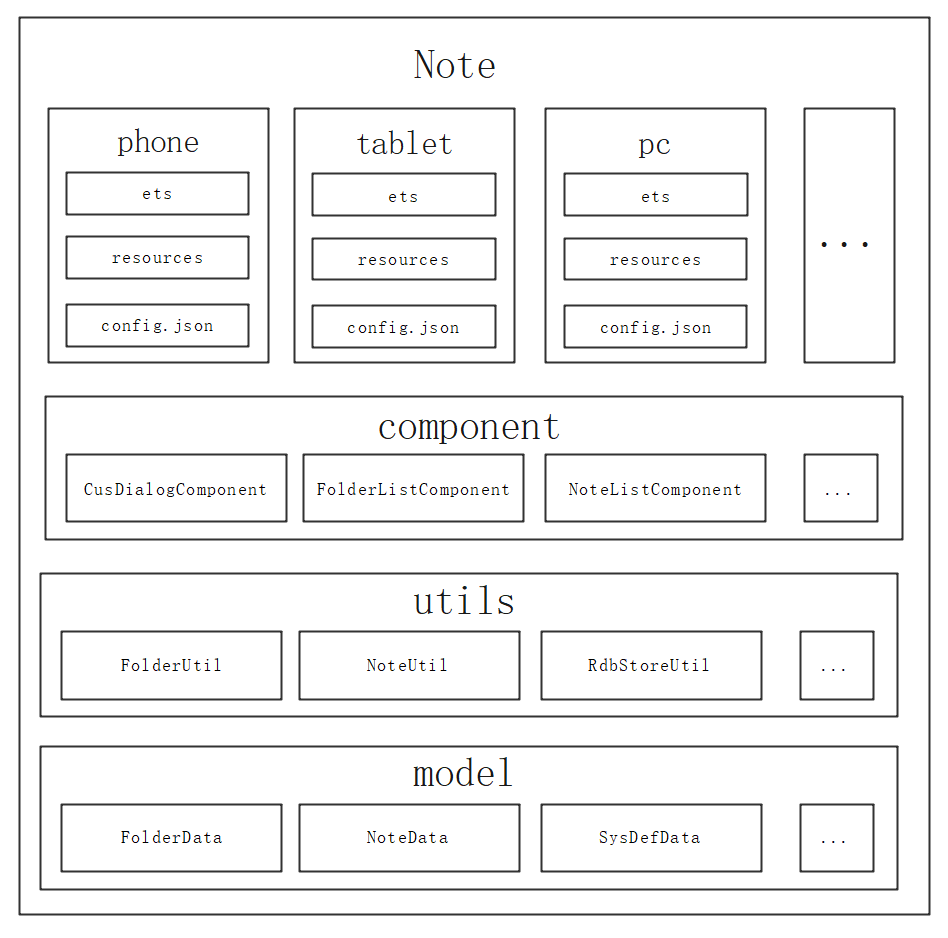 Note
phone
ets
resources
config.json
tablet
ets
resources
config.json
pc
ets
resources
config.json
...
component
CusDialogComponent
FolderListComponent
NoteListComponent
...
utils
FolderUtil
NoteUtil
RdbStoreUtil
...
model
FolderData
NoteData
SysDefData
...